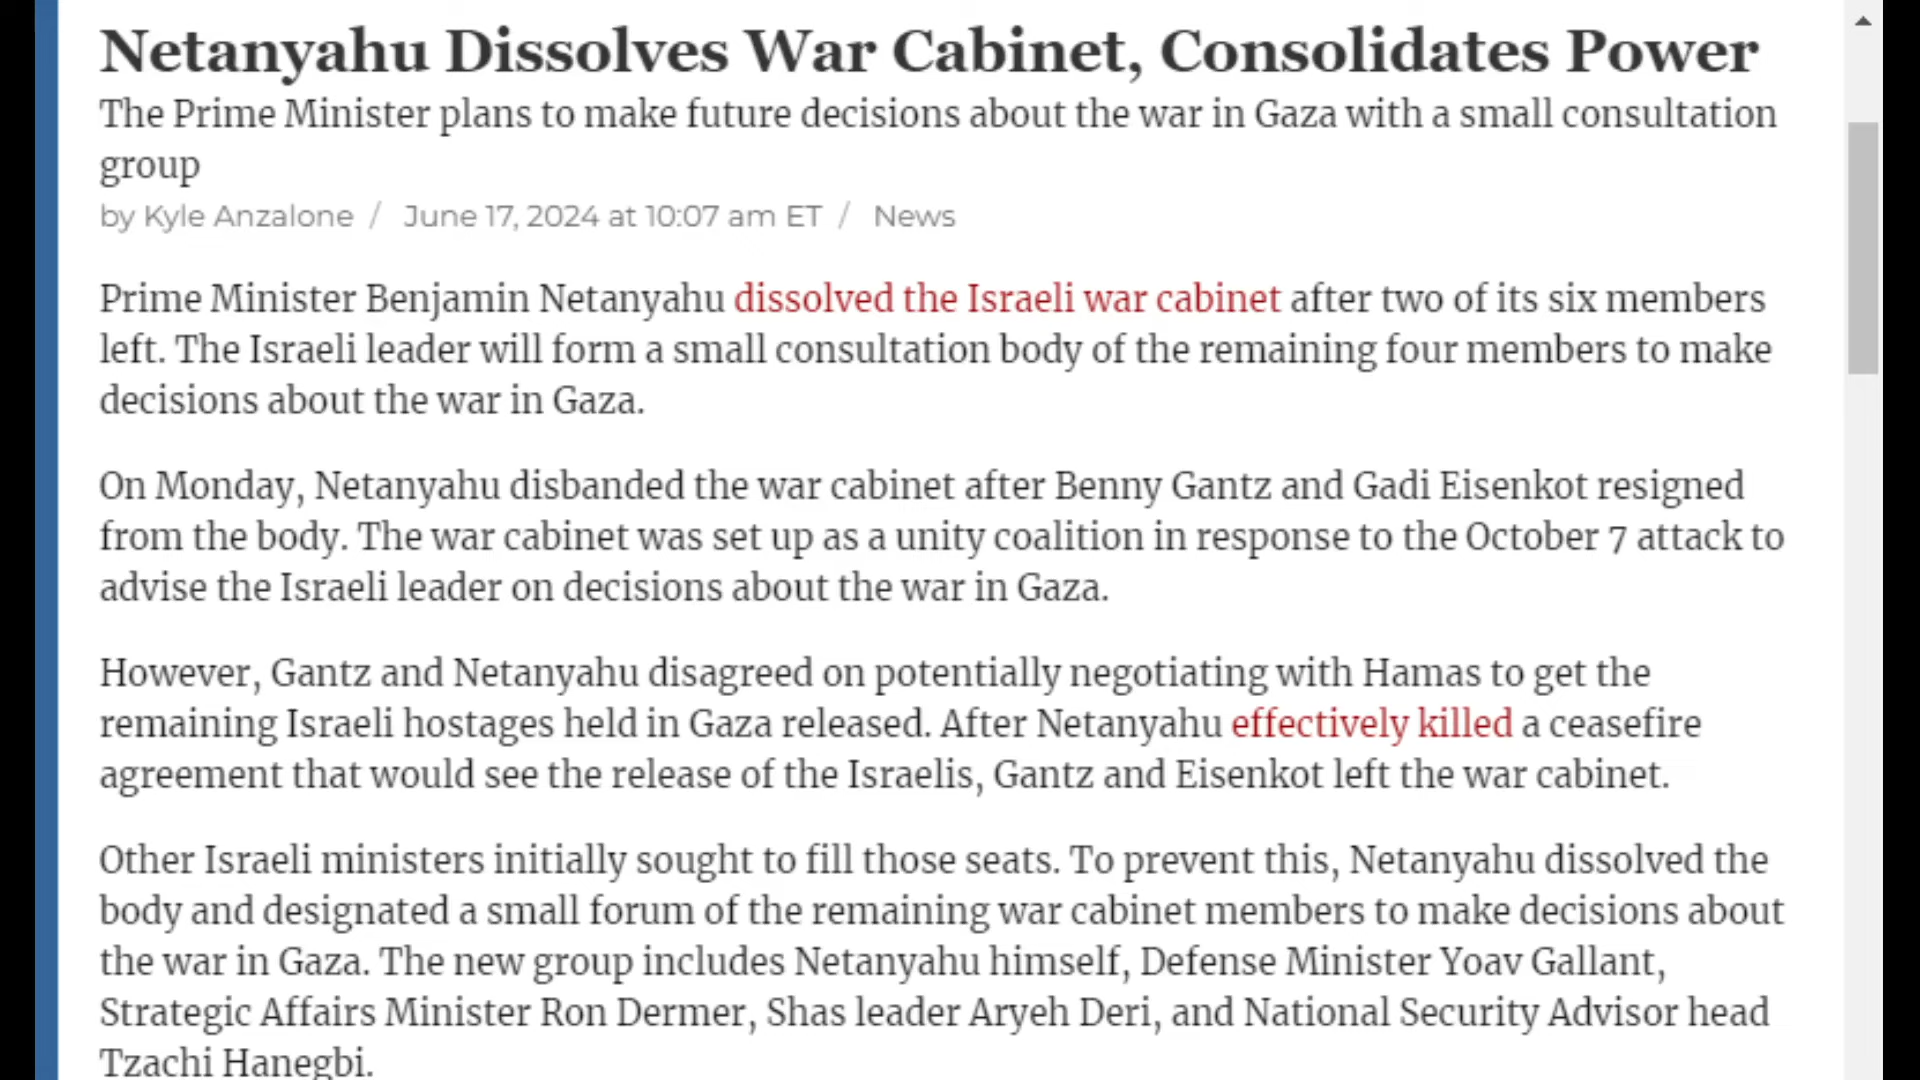 Netanyahu Dissolves War Cabinet, Consolidates Power
The Prime Minister plans to make future decisions about the war in Gaza with a small consultation
group
by Kyle Anzalone / June 17, 2024 at 10:07 am ET / News
Prime Minister Benjamin Netanyahu dissolved the Israeli war cabinet after two of its six members
left. The Israeli leader will form a small consultation body of the remaining four members to make
decisions about the war in Gaza.
On Monday, Netanyahu disbanded the war cabinet after Benny Gantz and Gadi Eisenkot resigned
from the body. The war cabinet was set up as a unity coalition in response to the October 7 attack to
advise the Israeli leader on decisions about the war in Gaza.
However, Gantz and Netanyahu disagreed on potentially negotiating with Hamas to get the
remaining Israeli hostages held in Gaza released. After Netanyahu effectively killed a ceasefire
agreement that would see the release of the Israelis, Gantz and Eisenkot left the war cabinet.
Other Israeli ministers initially sought to fill those seats. To prevent this, Netanyahu dissolved the
body and designated a small forum of the remaining war cabinet members to make decisions about
the war in Gaza. The new group includes Netanyahu himself, Defense Minister Yoav Gallant,
Strategic Affairs Minister Ron Dermer, Shas leader Aryeh Deri, and National Security Advisor head
Tzachi Hanegbi.